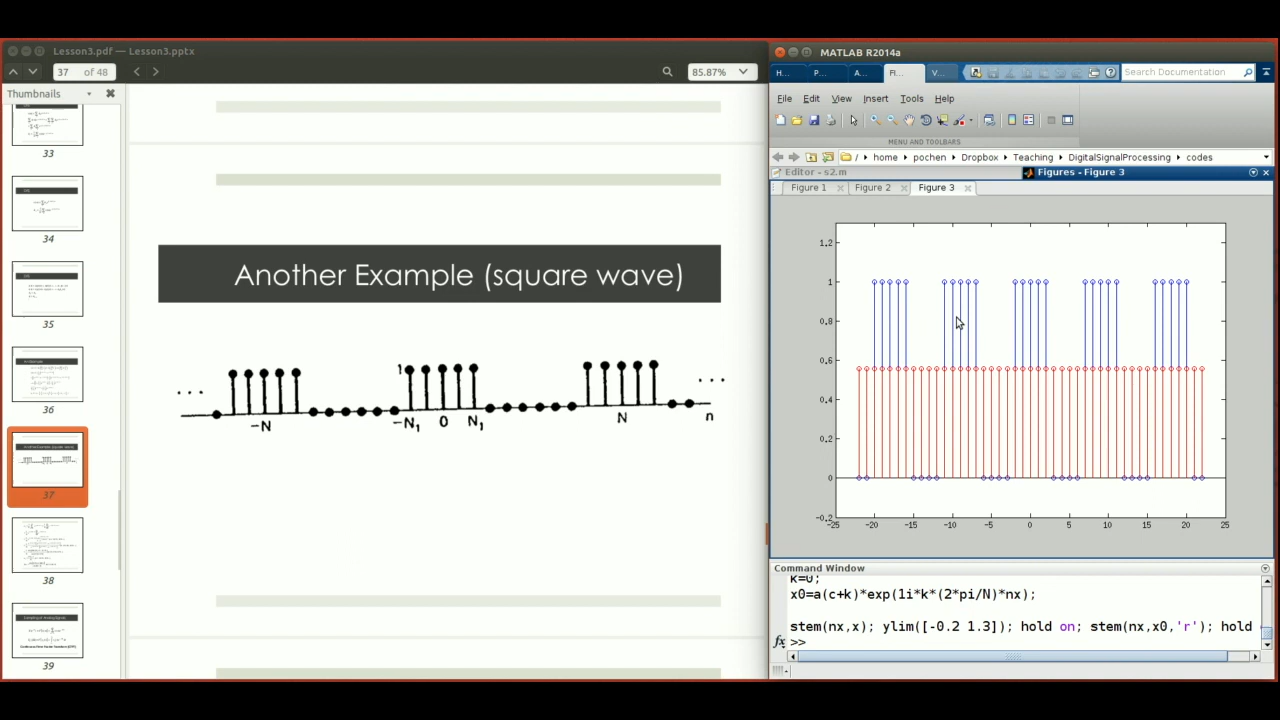 Lesson3.pdf — Lesson3.pptx
37 of 48
85.87%
Thumbnails
33
34
35
36
37
38
39
Another Example (square wave)
1
-N -N₁ 0 N₁ N n
MATLAB R2014a
H... P... A... Fi... V...
Search Documentation
File Edit View Insert Tools Help
MENU AND TOOLBARS
/ home pochen Dropbox Teaching DigitalSignalProcessing codes
Editor - s2.m
Figures - Figure 3
Figure 1 Figure 2 Figure 3
1.2
1
0.8
0.6
0.4
0.2
0
-0.2
-25 -20 -15 -10 -5 0 5 10 15 20 25
Command Window
k=0;
x0=a(c+k)*exp(1i*k*(2*pi/N)*nx);
stem(nx,x); ylim([-0.2 1.3]); hold on; stem(nx,x0,'r'); hold
fx >>